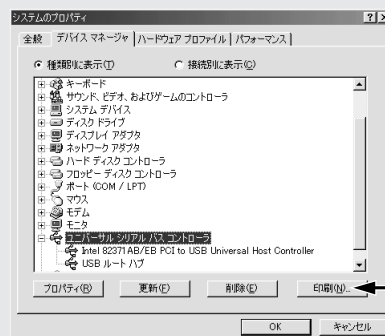 システムのプロパティ
全般 デバイス マネージャ ハードウェア プロファイル パフォーマンス
種類別に表示(T) 接続別に表示(C)
キーボード
サウンド、ビデオ、およびゲームのコントローラ
システム デバイス
ディスク ドライブ
ディスプレイ アダプタ
ネットワーク アダプタ
ハード ディスク コントローラ
フロッピー ディスク コントローラ
ポート (COM / LPT)
マウス
モデム
モニタ
ユニバーサル シリアル バス コントローラ
Intel 82371AB/EB PCI to USB Universal Host Controller
USB ルート ハブ
プロパティ(R) 更新(F) 削除(E) 印刷(N)...
OK キャンセル